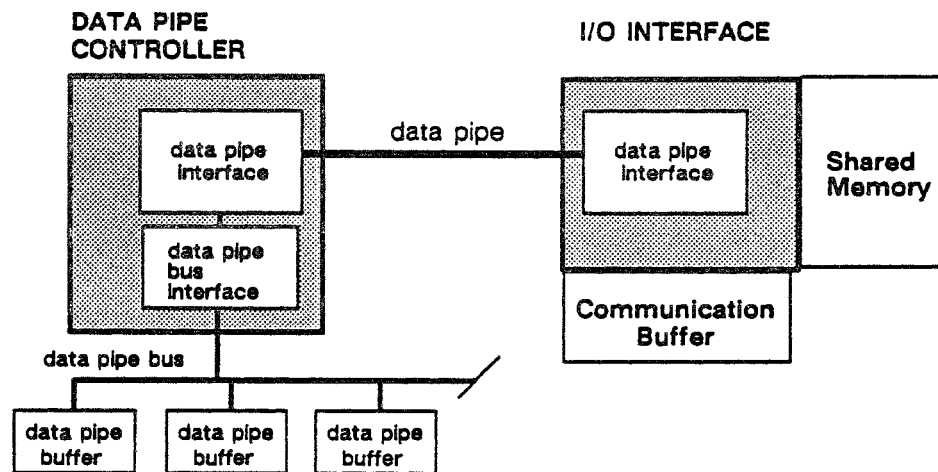 DATA PIPE
CONTROLLER
I/O INTERFACE
data pipe
interface
data pipe
data pipe
interface
Shared
Memory
data pipe
bus
interface
Communication
Buffer
data pipe bus
data pipe
buffer
data pipe
buffer
data pipe
buffer